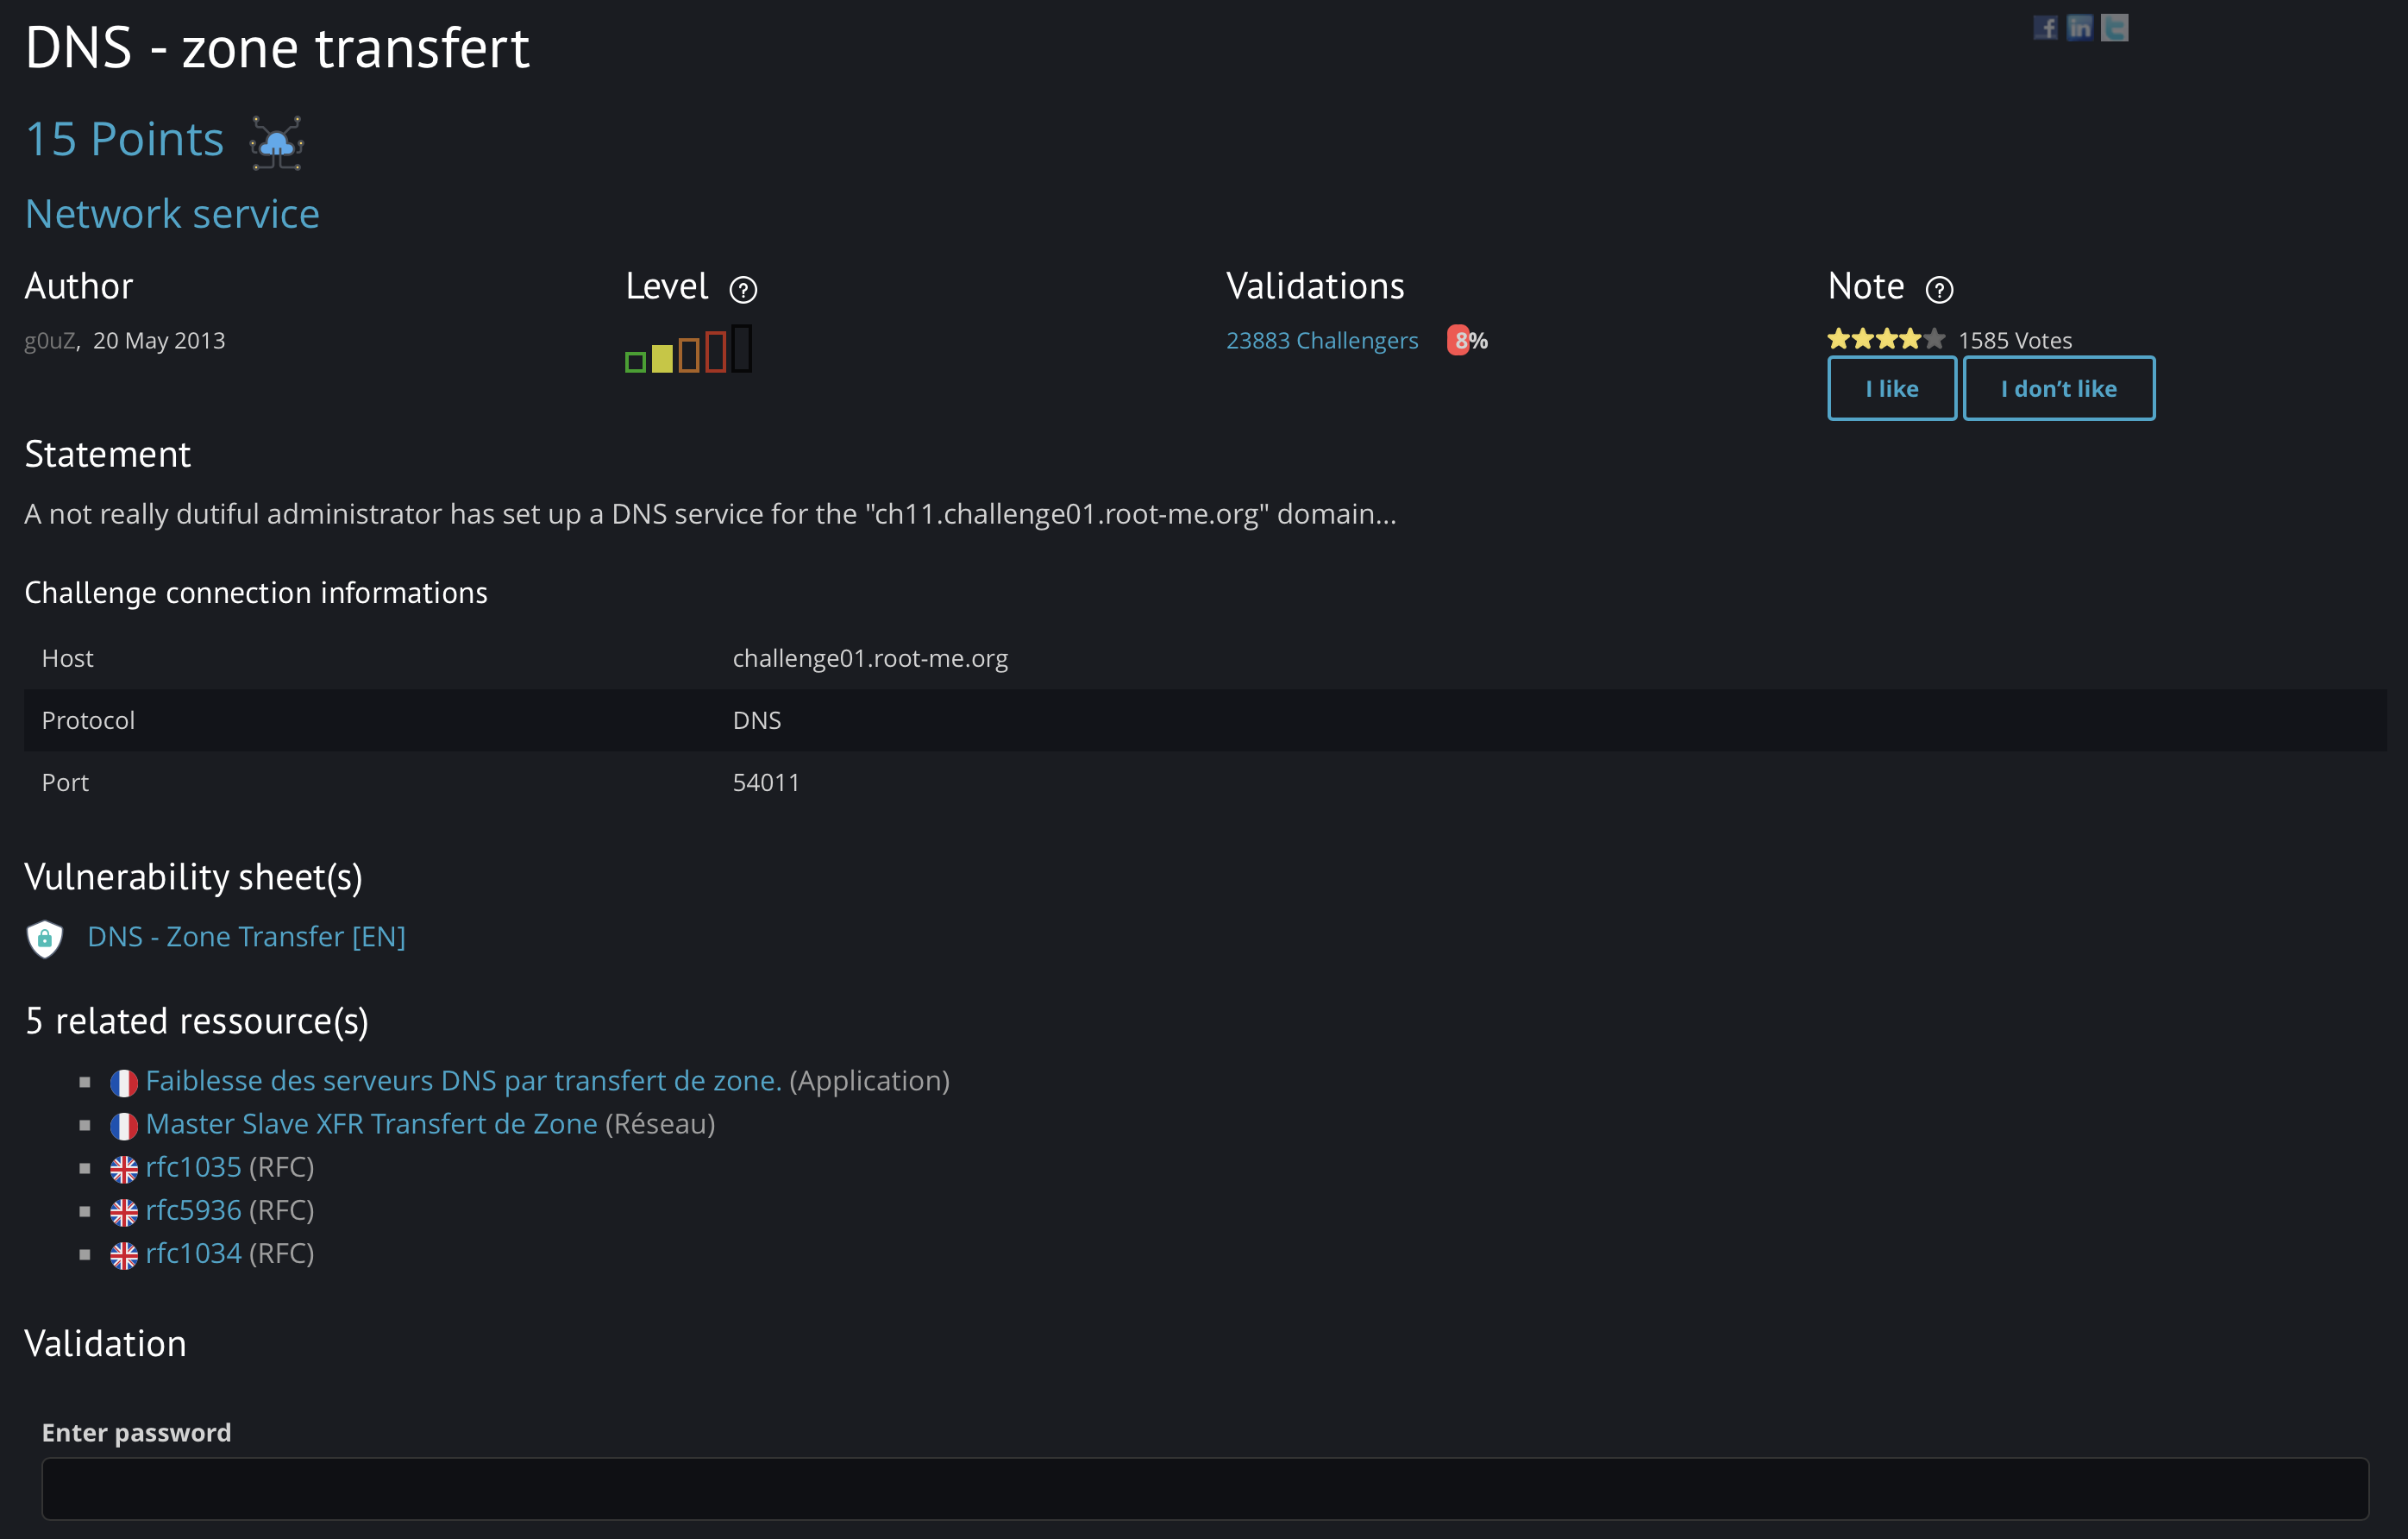 DNS - zone transfert
15 Points
Network service
Author
g0uZ, 20 May 2013
Level ?
Validations
23883 Challengers 8%
Note ?
1585 Votes
I like
I don’t like
Statement
A not really dutiful administrator has set up a DNS service for the "ch11.challenge01.root-me.org" domain...
Challenge connection informations
Host challenge01.root-me.org
Protocol DNS
Port 54011
Vulnerability sheet(s)
DNS - Zone Transfer [EN]
5 related ressource(s)
Faiblesse des serveurs DNS par transfert de zone. (Application)
Master Slave XFR Transfert de Zone (Réseau)
rfc1035 (RFC)
rfc5936 (RFC)
rfc1034 (RFC)
Validation
Enter password